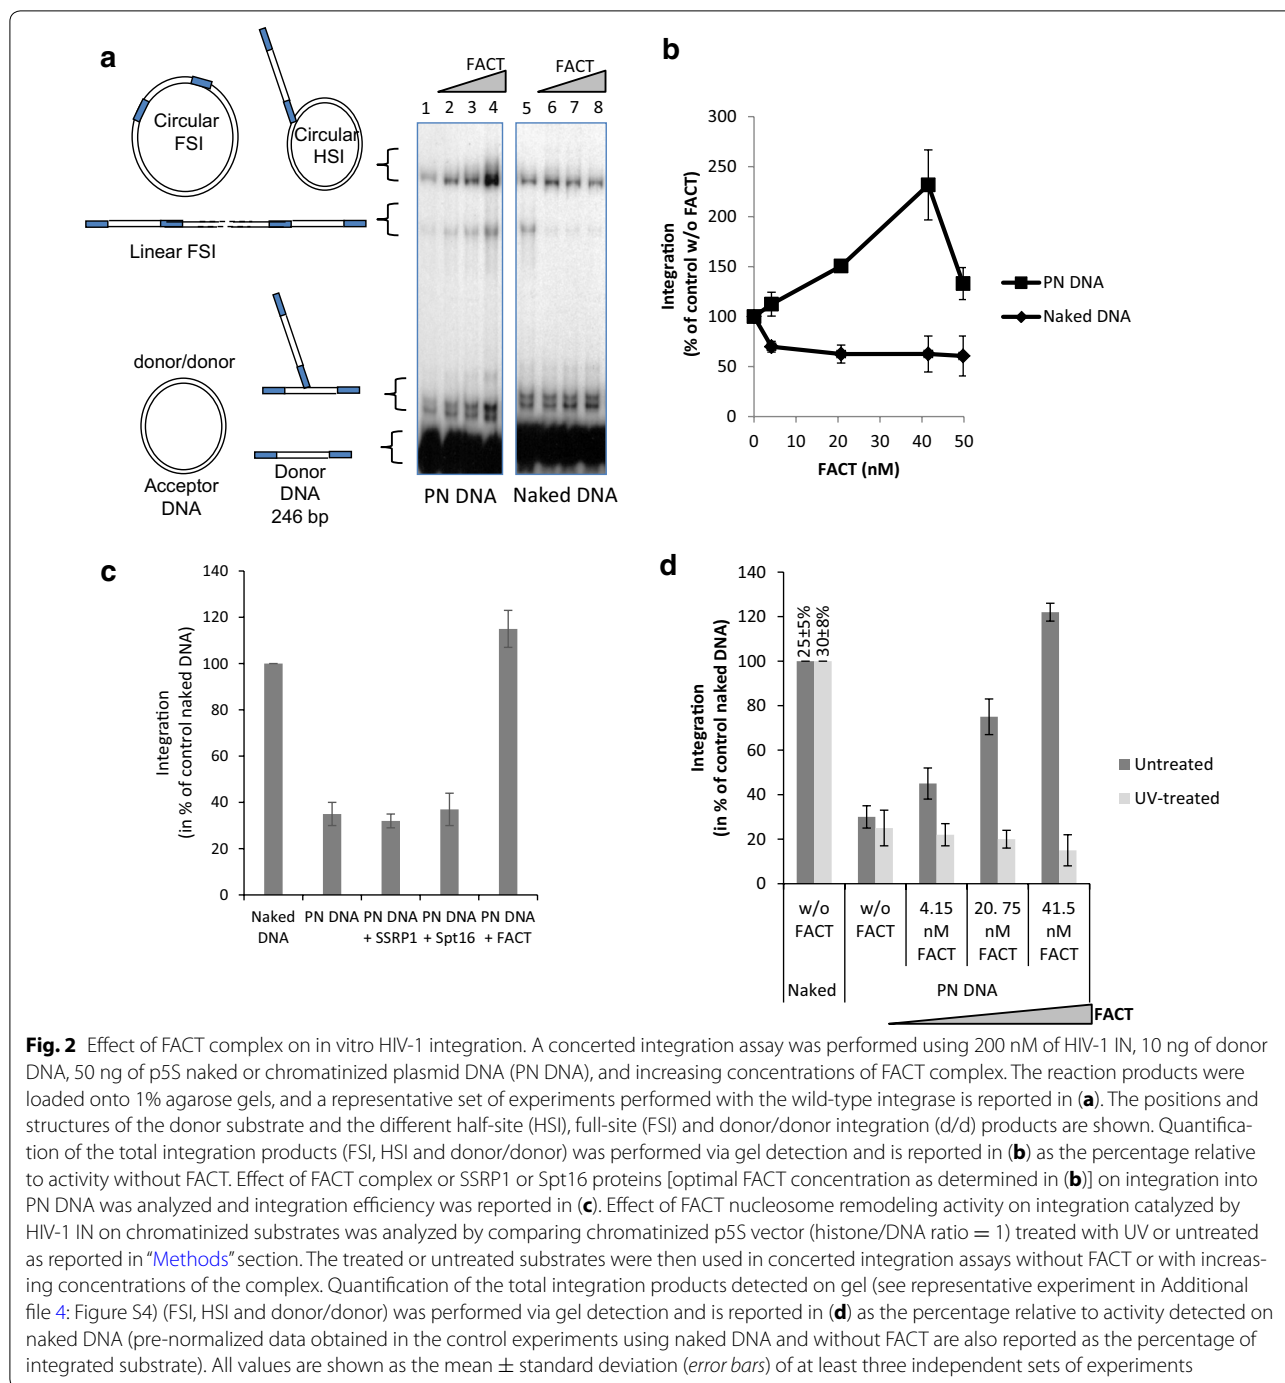 a
FACT
FACT
1 2 3 4 5 6 7 8
Circular
FSI
Circular
HSI
Linear FSI
donor/donor
Acceptor
DNA
Donor
DNA
246 bp
PN DNA
Naked DNA
b
Integration
(% of control w/o FACT)
300
250
200
150
100
50
0
0 10 20 30 40 50
FACT (nM)
PN DNA
Naked DNA
c
Integration
(in % of control naked DNA)
140
120
100
80
60
40
20
0
Naked
DNA
PN DNA
PN DNA
+ SSRP1
PN DNA
+ Spt16
PN DNA
+ FACT
d
Integration
(in % of control naked DNA)
140
120
100
80
60
40
20
0
25±5%
30±8%
Untreated
UV-treated
w/o
FACT
w/o
FACT
4.15
nM
FACT
20. 75
nM
FACT
41.5
nM
FACT
Naked
PN DNA
FACT
Fig. 2 Effect of FACT complex on in vitro HIV-1 integration. A concerted integration assay was performed using 200 nM of HIV-1 IN, 10 ng of donor
DNA, 50 ng of p5S naked or chromatinized plasmid DNA (PN DNA), and increasing concentrations of FACT complex. The reaction products were
loaded onto 1% agarose gels, and a representative set of experiments performed with the wild-type integrase is reported in (a). The positions and
structures of the donor substrate and the different half-site (HSI), full-site (FSI) and donor/donor integration (d/d) products are shown. Quantifica-
tion of the total integration products (FSI, HSI and donor/donor) was performed via gel detection and is reported in (b) as the percentage relative
to activity without FACT. Effect of FACT complex or SSRP1 or Spt16 proteins [optimal FACT concentration as determined in (b)] on integration into
PN DNA was analyzed and integration efficiency was reported in (c). Effect of FACT nucleosome remodeling activity on integration catalyzed by
HIV-1 IN on chromatinized substrates was analyzed by comparing chromatinized p5S vector (histone/DNA ratio = 1) treated with UV or untreated
as reported in "Methods" section. The treated or untreated substrates were then used in concerted integration assays without FACT or with increas-
ing concentrations of the complex. Quantification of the total integration products detected on gel (see representative experiment in Additional
file 4: Figure S4) (FSI, HSI and donor/donor) was performed via gel detection and is reported in (d) as the percentage relative to activity detected on
naked DNA (pre-normalized data obtained in the control experiments using naked DNA and without FACT are also reported as the percentage of
integrated substrate). All values are shown as the mean ± standard deviation (error bars) of at least three independent sets of experiments